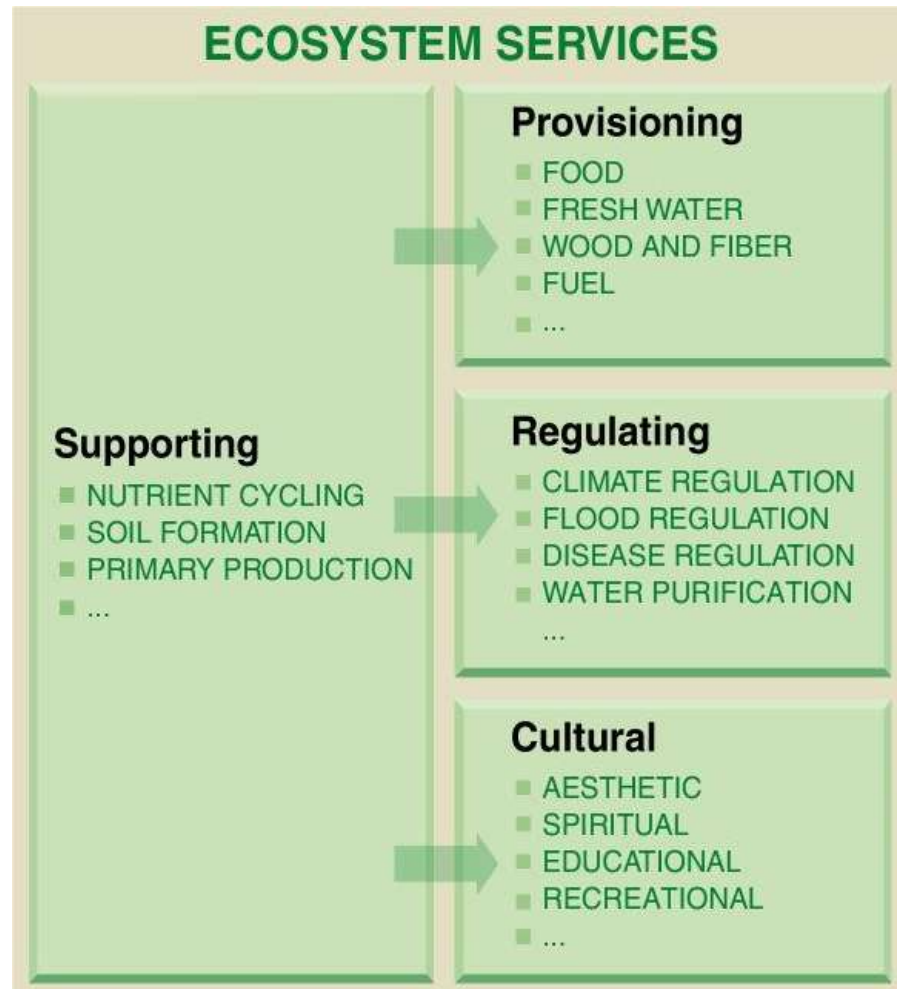 ECOSYSTEM SERVICES
Supporting
NUTRIENT CYCLING
SOIL FORMATION
PRIMARY PRODUCTION
...
Provisioning
FOOD
FRESH WATER
WOOD AND FIBER
FUEL
...
Regulating
CLIMATE REGULATION
FLOOD REGULATION
DISEASE REGULATION
WATER PURIFICATION
...
Cultural
AESTHETIC
SPIRITUAL
EDUCATIONAL
RECREATIONAL
...